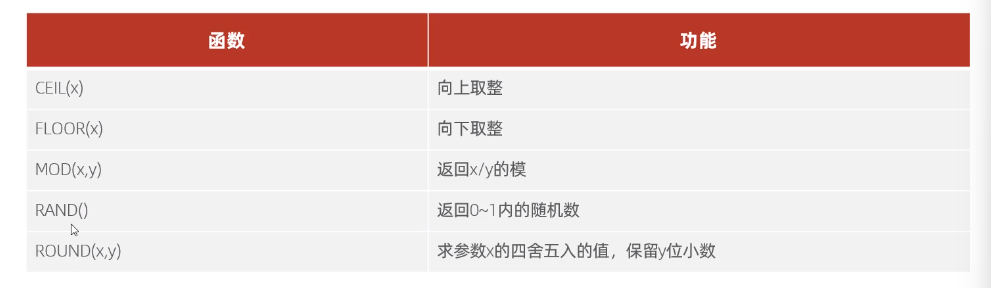 函数 功能
CEIL(x) 向上取整
FLOOR(x) 向下取整
MOD(x,y) 返回x/y的模
RAND() 返回0~1内的随机数
ROUND(x,y) 求参数x的四舍五入的值，保留y位小数